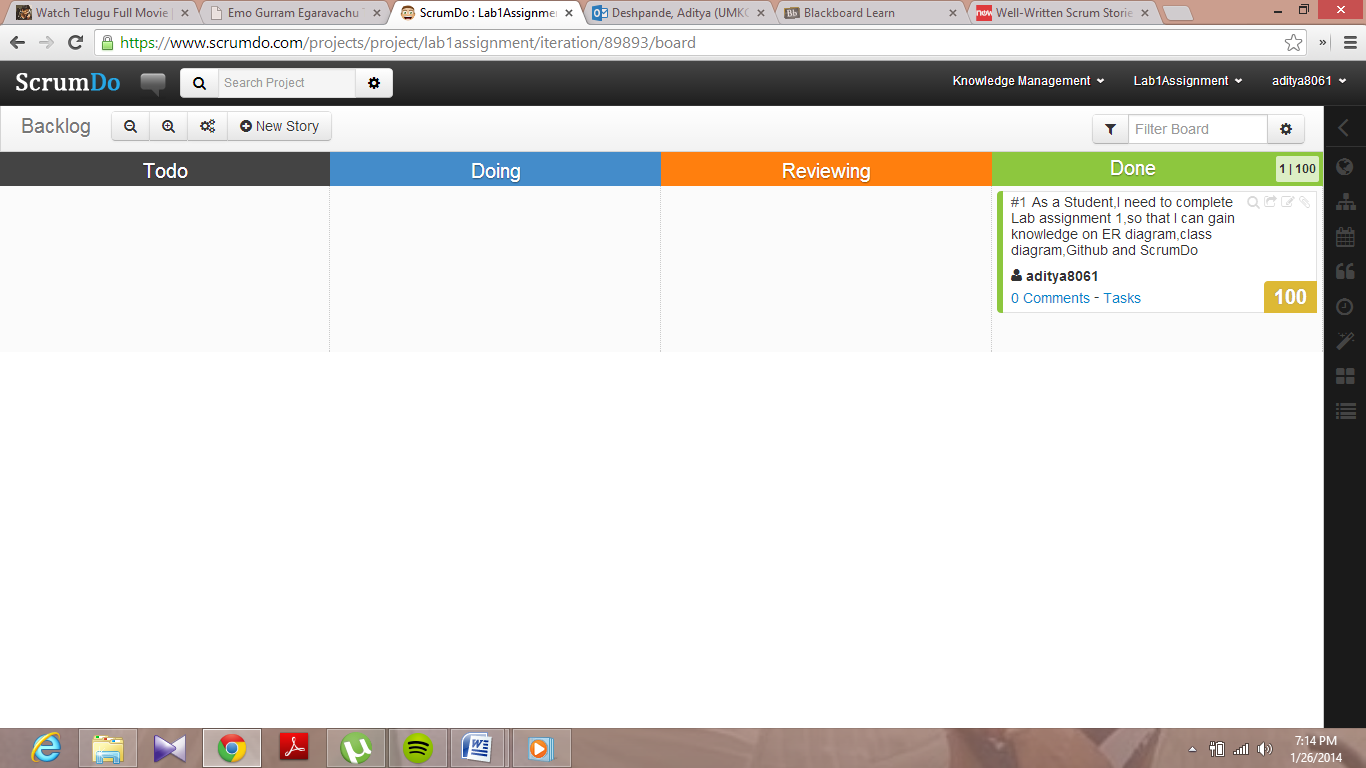 Watch Telugu Full Movie |
Emo Gurram Egaravachu T
ScrumDo : Lab1Assignmen
Deshpande, Aditya (UMKC
Blackboard Learn
new Well-Written Scrum Storie
https://www.scrumdo.com/projects/project/lab1assignment/iteration/89893/board
ScrumDo
Search Project
Knowledge Management
Lab1Assignment
aditya8061
Backlog
New Story
Filter Board
Todo
Doing
Reviewing
Done
1 | 100
#1 As a Student,I need to complete
Lab assignment 1,so that I can gain
knowledge on ER diagram,class
diagram,Github and ScrumDo
aditya8061
0 Comments - Tasks
100
7:14 PM
1/26/2014